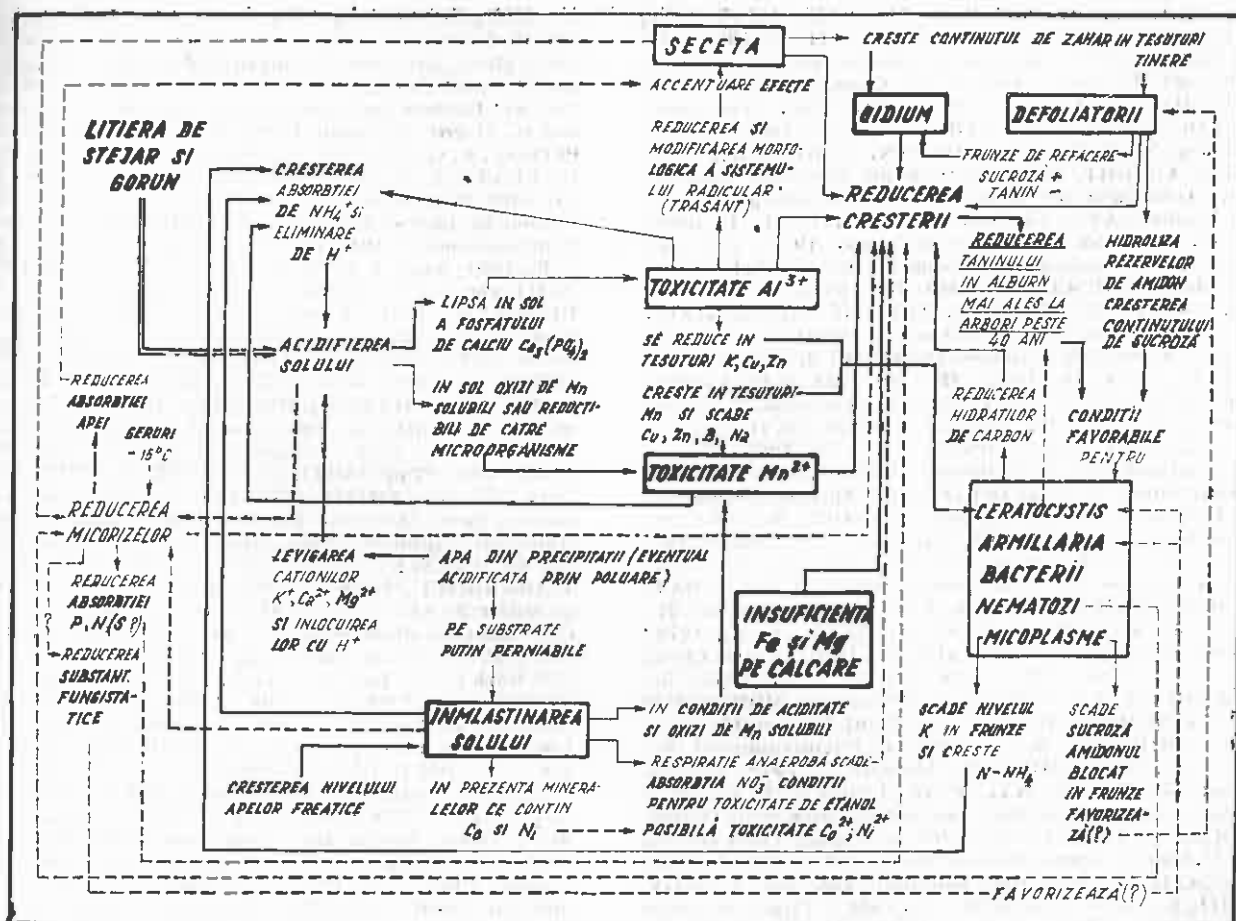 SECETA
CRESTE CONTINUTUL DE ZAHAR IN TESUTURI
TINERE
ACCENTUARE EFECTE
OIDIUM
DEFOLIATORII
LITIERA DE
STEJAR SI
GORUN
REDUCEREA SI
MODIFICAREA MORFO-
LOGICA A SISTEMU-
LUI RADICULAR
(TRASANT)
FRUNZE DE REFACERE
SUCROZĂ +
TANIN -
CRESTEREA
ABSORBTIEI
DE NH₄⁺ SI
ELIMINARE
DE H⁺
REDUCEREA
CRESTERII
REDUCEREA
TANINULUI
IN ALBURN
MAI ALES LA
ARBORI PESTE
40 ANI
HIDROLIZA
REZERVELOR
DE AMIDON
CRESTEREA
CONTINUTULUI
DE SUCROZĂ
TOXICITATE Al³⁺
LIPSA IN SOL
A FOSFATULUI
DE CALCIU Ca₃(PO₄)₂
ACIDIFIEREA
SOLULUI
SE REDUCE IN
TESUTURI K, Cu, Zn
IN SOL OXIZI DE Mn
SOLUBILI SAU REDUCTI-
BILI DE CATRE
MICROORGANISME
CRESTE IN TESUTURI-
Mn SI SCADE
Cu, Zn, B, Na
REDUCEREA
ABSORBTIEI
APEI
GERURI
- 15°C
REDUCEREA
HIDRATILOR
DE CARBON
CONDITII
FAVORABILE
PENTRU
TOXICITATE Mn²⁺
REDUCEREA
MICORIZELOR
CERATOCYSTIS
ARMILLARIA
BACTERII
NEMATOZI
MICOPLASME
LEVIGAREA
CATIONILOR
K⁺, Ca²⁺, Mg²⁺
SI INLOCUIREA
LOR CU H⁺
APA DIN PRECIPITATII (EVENTUAL
ACIDIFICATA PRIN POLUARE)
REDUCEREA
ABSORBTIEI
P, N (S?)
?
REDUCEREA
SUBSTANT.
FUNGISTA-
TICE
PE SUBSTRATE
PUTIN PERMIABILE
INSUFICIENTA
Fe și Mg
PE CALCARE
INMLASTINAREA
SOLULUI
IN CONDITII DE ACIDITATE
SI OXIZI DE Mn SOLUBILI
SCADE NIVELUL
K IN FRUNZE
SI CRESTE
N-NH₄
SCADE
SUCROZA
AMIDONUL
BLOCAT
IN FRUNZE
FAVORIZEA-
ZĂ(?)
RESPIRATIE ANAEROBĂ SCADE-
ABSORBTIA NO₃⁻ CONDITII
PENTRU TOXICITATE DE ETANOL
CRESTEREA NIVELULUI
APELOR FREATICE
IN PREZENTA MINERA-
LELOR CE CONTIN
Co SI Ni
POSIBILA TOXICITATE Co²⁺, Ni²⁺
FAVORIZEAZĂ(?)